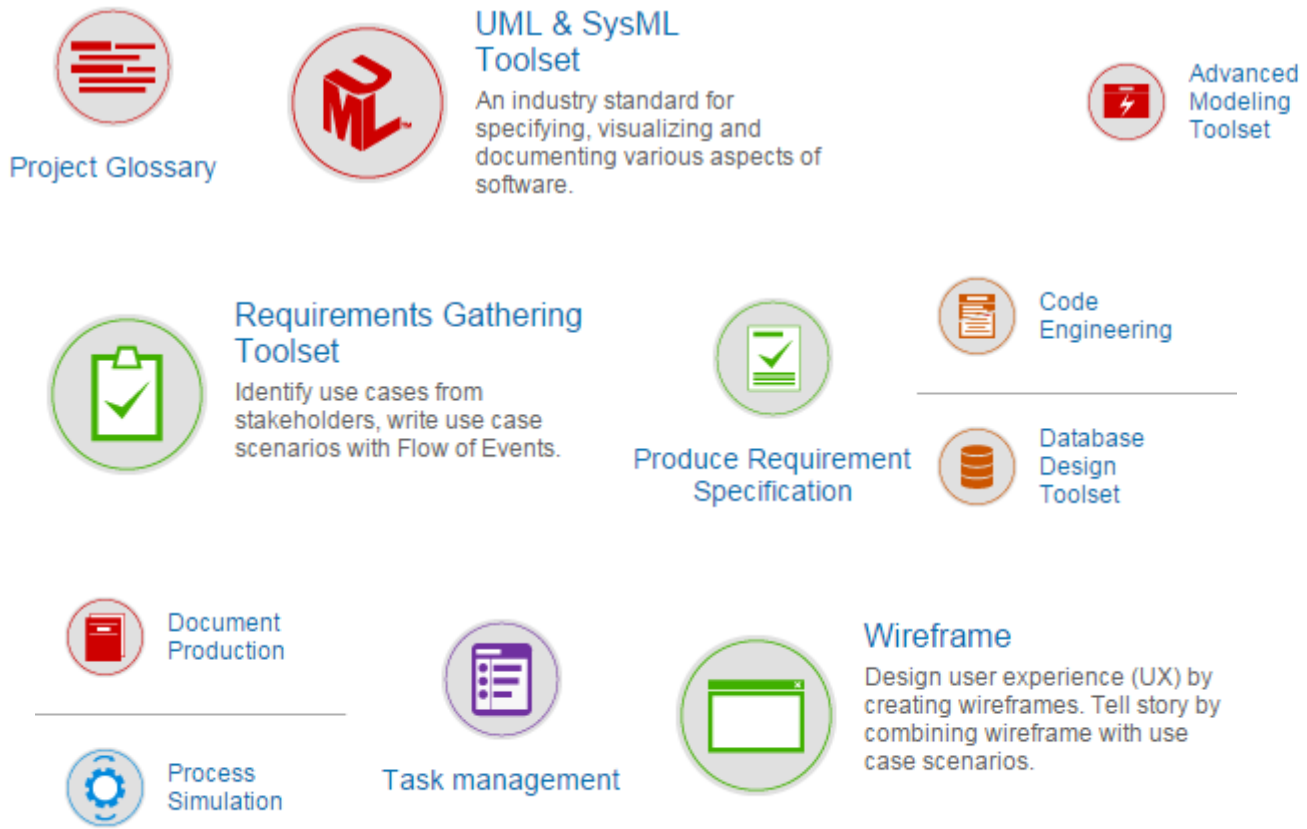 Project Glossary
UML™
UML & SysML
Toolset
An industry standard for
specifying, visualizing and
documenting various aspects of
software.
Advanced
Modeling
Toolset
Requirements Gathering
Toolset
Identify use cases from
stakeholders, write use case
scenarios with Flow of Events.
Produce Requirement
Specification
Code
Engineering
Database
Design
Toolset
Document
Production
Process
Simulation
Task management
Wireframe
Design user experience (UX) by
creating wireframes. Tell story by
combining wireframe with use
case scenarios.